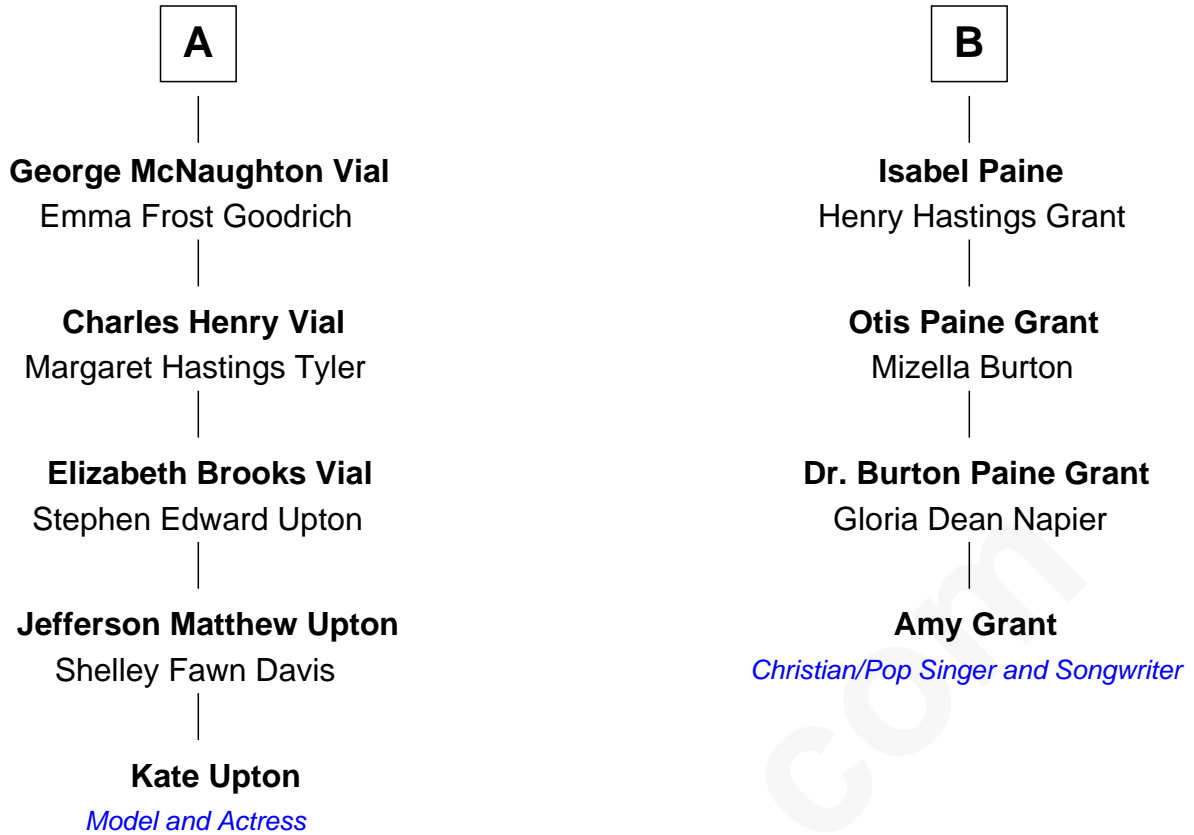 A
George McNaughton Vial
Emma Frost Goodrich
Charles Henry Vial
Margaret Hastings Tyler
Elizabeth Brooks Vial
Stephen Edward Upton
Jefferson Matthew Upton
Shelley Fawn Davis
Kate Upton
Model and Actress
B
Isabel Paine
Henry Hastings Grant
Otis Paine Grant
Mizella Burton
Dr. Burton Paine Grant
Gloria Dean Napier
Amy Grant
Christian/Pop Singer and Songwriter
com